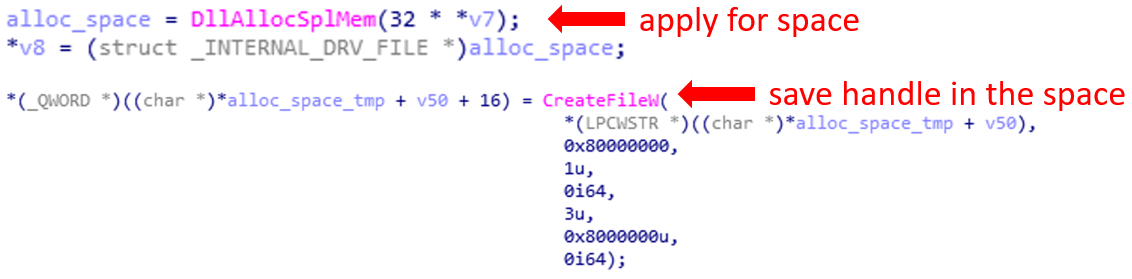 alloc_space = DllAllocSplMem(32 * *v7); apply for space
*v8 = (struct _INTERNAL_DRV_FILE *)alloc_space;
*(_QWORD *)((char *)*alloc_space_tmp + v50 + 16) = CreateFileW( save handle in the space
*(LPCWSTR *)((char *)*alloc_space_tmp + v50),
0x80000000,
1u,
0i64,
3u,
0x8000000u,
0i64);